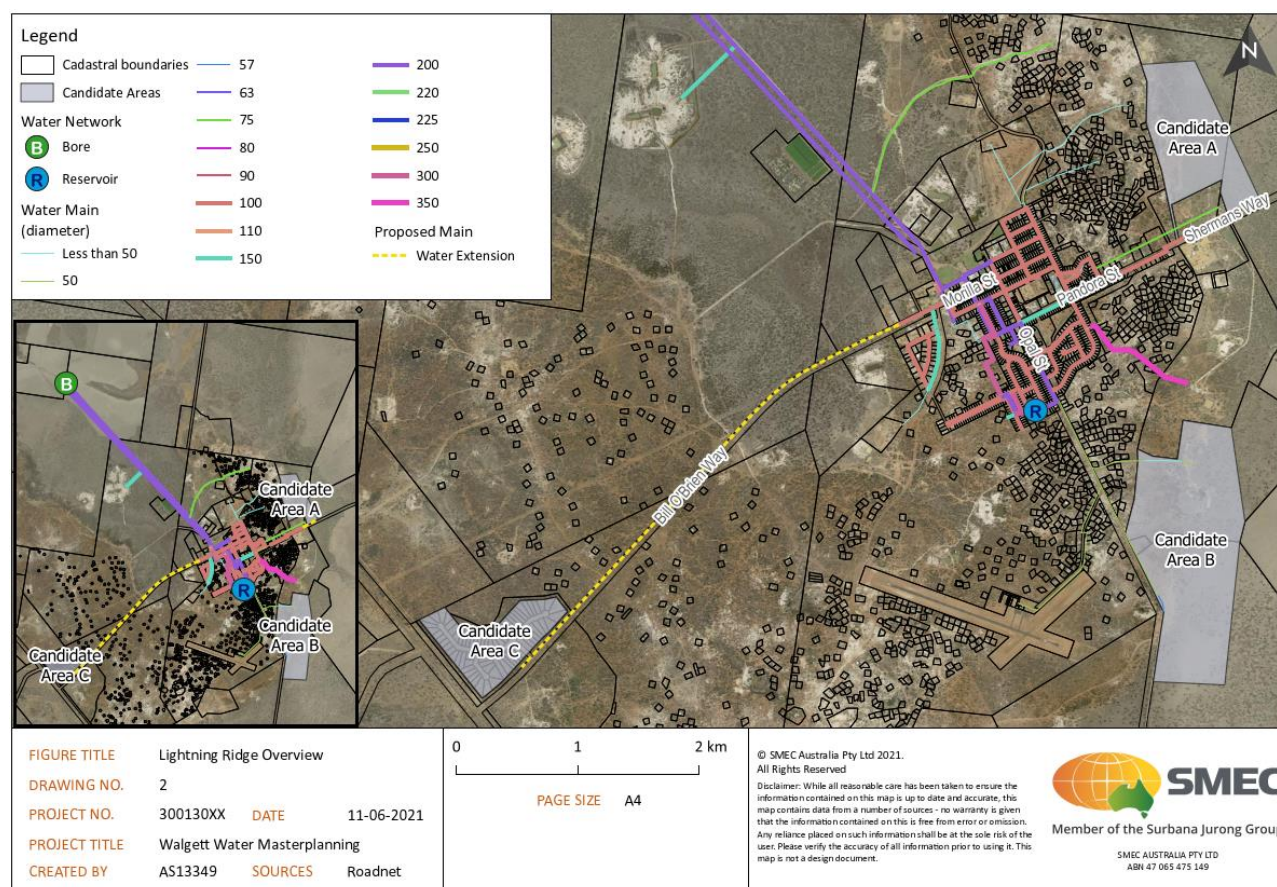 Legend
Cadastral boundaries
Candidate Areas
Water Network
B Bore
R Reservoir
Water Main
(diameter)
Less than 50
50
57
63
75
80
90
100
110
150
200
220
225
250
300
350
Proposed Main
Water Extension
N
Candidate
Area A
Shermans Way
Morilla St
Pandora St
Opal St
R
Bill O'Brien Way
Candidate
Area B
Candidate
Area C
B
Candidate
Area A
R
Candidate
Area B
Candidate
Area C
FIGURE TITLE Lightning Ridge Overview
DRAWING NO. 2
PROJECT NO. 300130XX DATE 11-06-2021
PROJECT TITLE Walgett Water Masterplanning
CREATED BY AS13349 SOURCES Roadnet
0 1 2 km
PAGE SIZE A4
© SMEC Australia Pty Ltd 2021.
All Rights Reserved
Disclaimer: While all reasonable care has been taken to ensure the
information contained on this map is up to date and accurate, this
map contains data from a number of sources - no warranty is given
that the information contained on this is free from error or omission.
Any reliance placed on such information shall be at the sole risk of the
user. Please verify the accuracy of all information prior to using it. This
map is not a design document.
SMEC
Member of the Surbana Jurong Group
SMEC AUSTRALIA PTY LTD
ABN 47 065 475 149